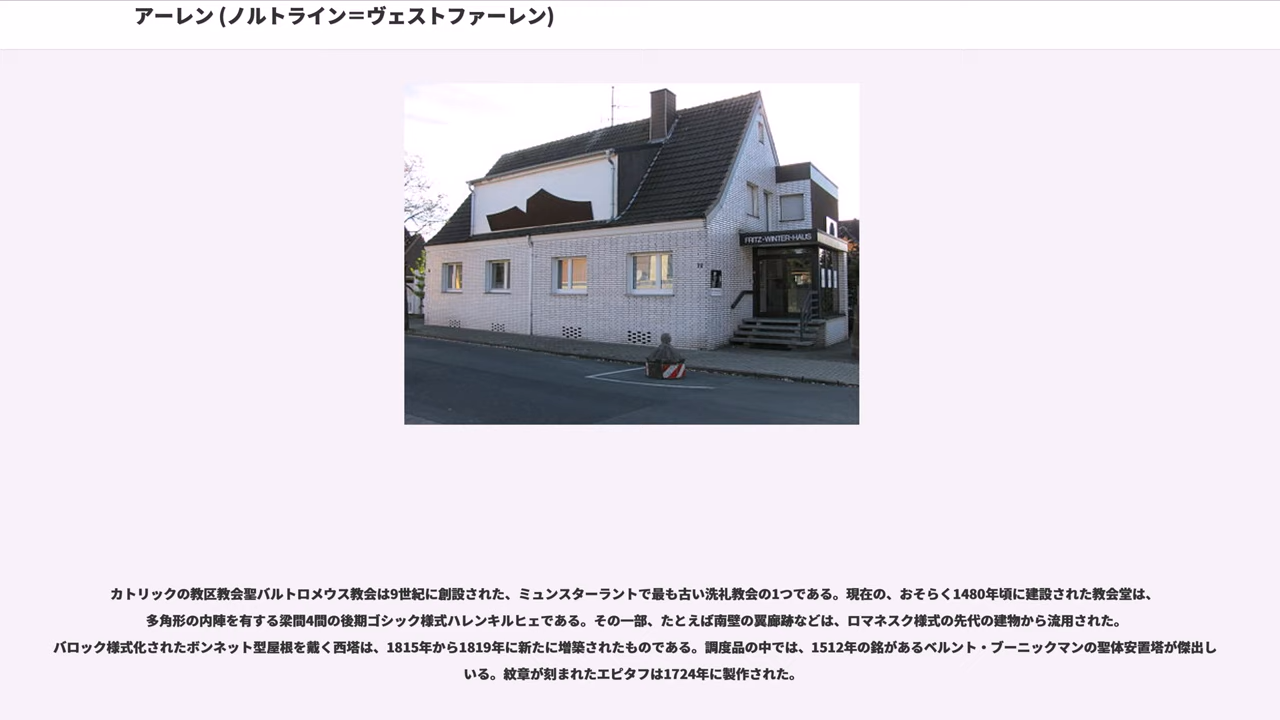 アーレン (ノルトライン＝ヴェストファーレン)
FRITZ-WINTER-HAUS
カトリックの教区教会聖バルトロメウス教会は9世紀に創設された、ミュンスターラントで最も古い洗礼教会の1つである。現在の、おそらく1480年頃に建設された教会堂は、
多角形の内陣を有する梁間4間の後期ゴシック様式ハレンキルヒェである。その一部、たとえば南壁の翼廊跡などは、ロマネスク様式の先代の建物から流用された。
バロック様式化されたボンネット型屋根を戴く西塔は、1815年から1819年に新たに増築されたものである。調度品の中では、1512年の銘があるベルント・ブーニックマンの聖体安置塔が傑出し
いる。紋章が刻まれたエピタフは1724年に製作された。